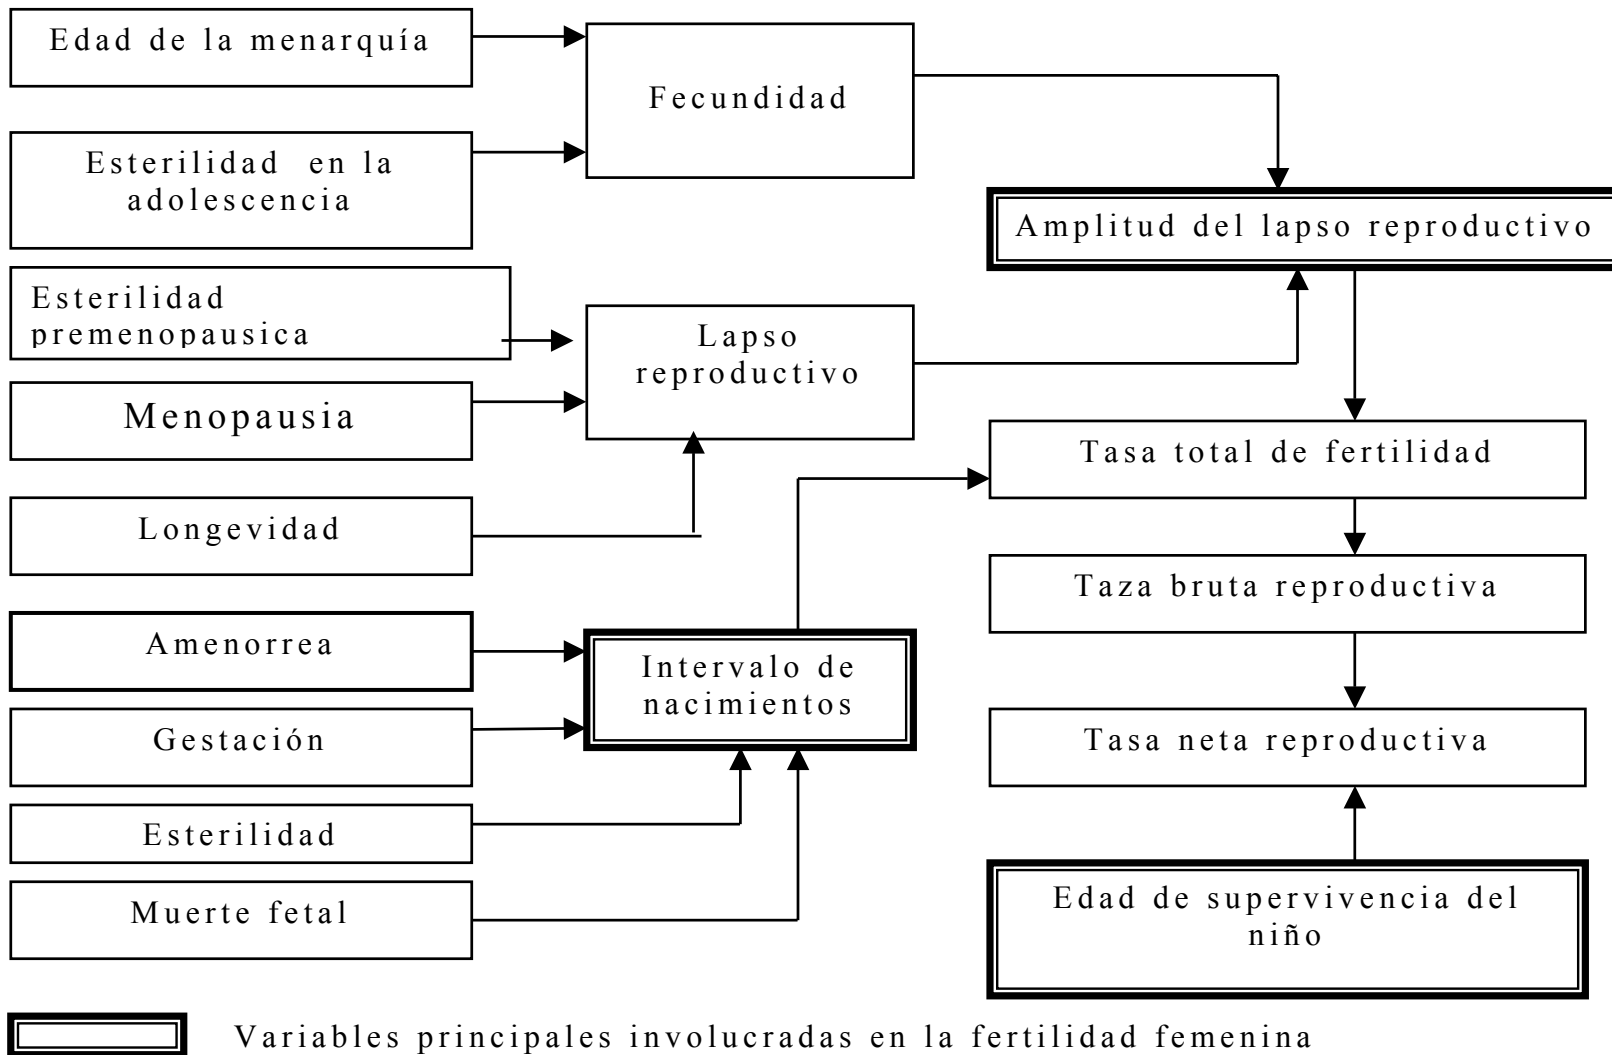 Edad de la menarquía
Esterilidad en la
adolescencia
Esterilidad
premenopausica
Menopausia
Longevidad
Amenorrea
Gestación
Esterilidad
Muerte fetal
Fecundidad
Lapso
reproductivo
Intervalo de
nacimientos
Amplitud del lapso reproductivo
Tasa total de fertilidad
Taza bruta reproductiva
Tasa neta reproductiva
Edad de supervivencia del
niño
Variables principales involucradas en la fertilidad femenina